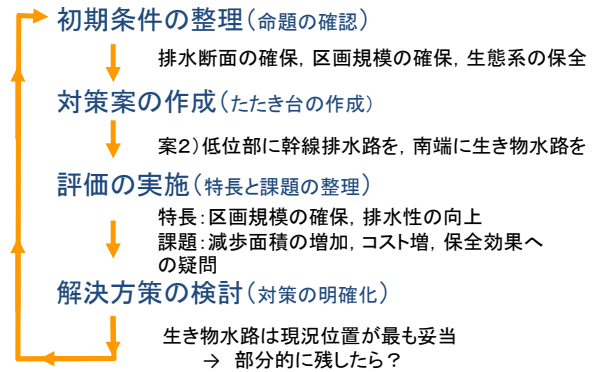 初期条件の整理(命題の確認)
排水断面の確保, 区画規模の確保, 生態系の保全
対策案の作成(たたき台の作成)
案2)低位部に幹線排水路を, 南端に生き物水路を
評価の実施(特長と課題の整理)
特長:区画規模の確保, 排水性の向上
課題:減歩面積の増加, コスト増, 保全効果へ
の疑問
解決方策の検討(対策の明確化)
生き物水路は現況位置が最も妥当
→ 部分的に残したら?